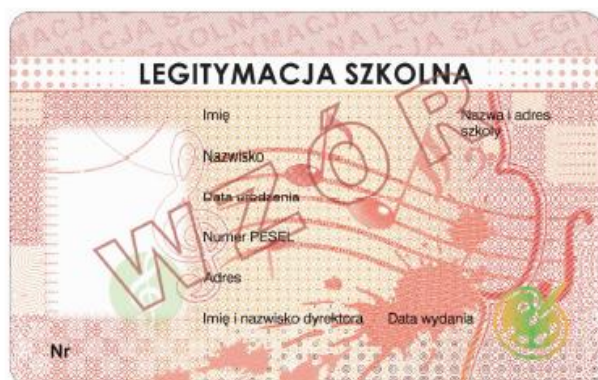 LEGITYMACJA SZKOLNA
Imię
Nazwa i adres
szkoły
Nazwisko
Data urodzenia
Numer PESEL
Adres
Imię i nazwisko dyrektora Data wydania
Nr
WZÓR